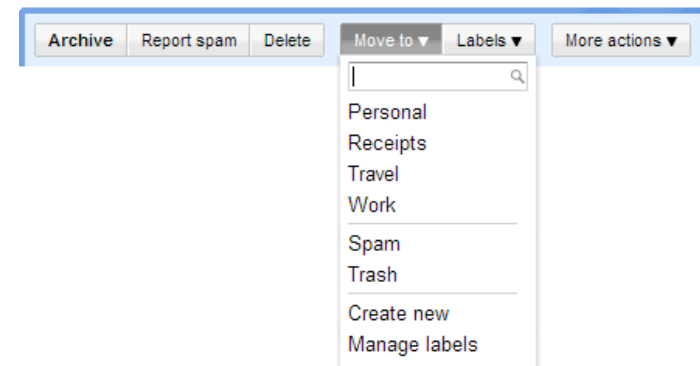 Archive Report spam Delete Move to ▼ Labels ▼ More actions ▼
Personal
Receipts
Travel
Work
Spam
Trash
Create new
Manage labels